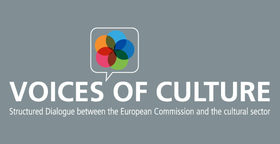 VOICES OF CULTURE
Structured Dialogue between the European Commission and the cultural sector